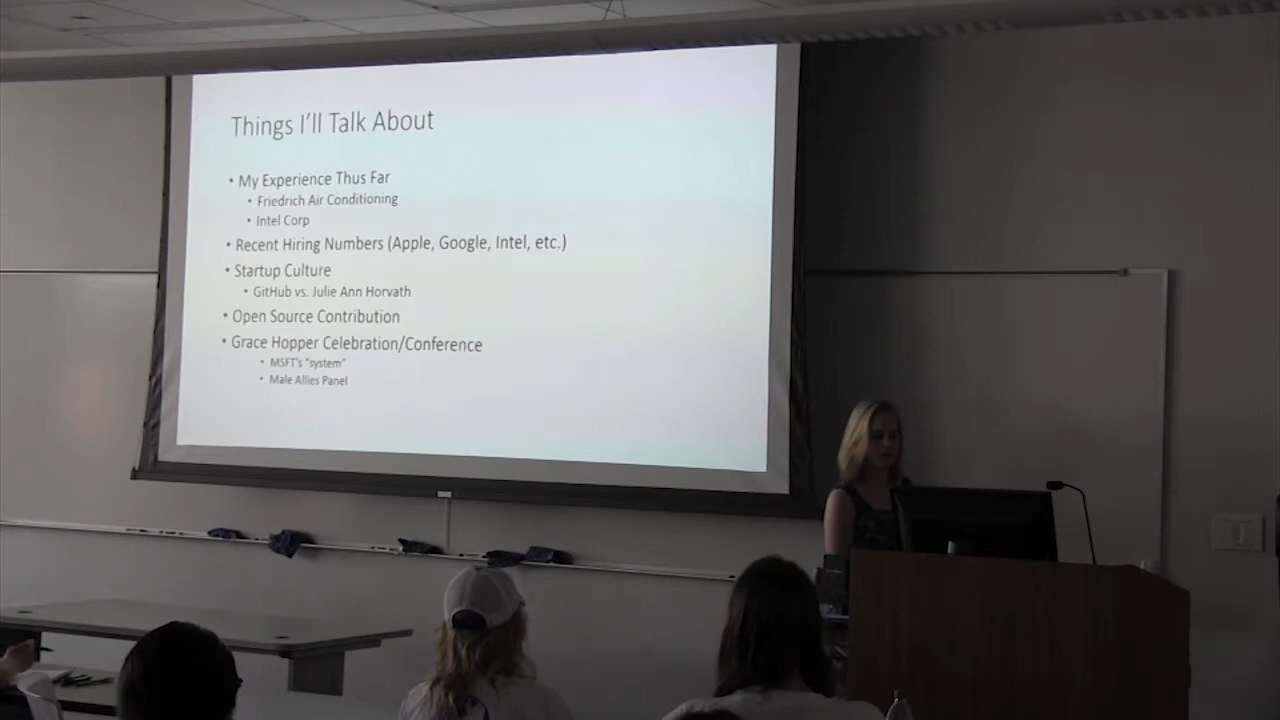 Things I'll Talk About
• My Experience Thus Far
• Friedrich Air Conditioning
• Intel Corp
• Recent Hiring Numbers (Apple, Google, Intel, etc.)
• Startup Culture
• GitHub vs. Julie Ann Horvath
• Open Source Contribution
• Grace Hopper Celebration/Conference
• MSFT's "system"
• Male Allies Panel